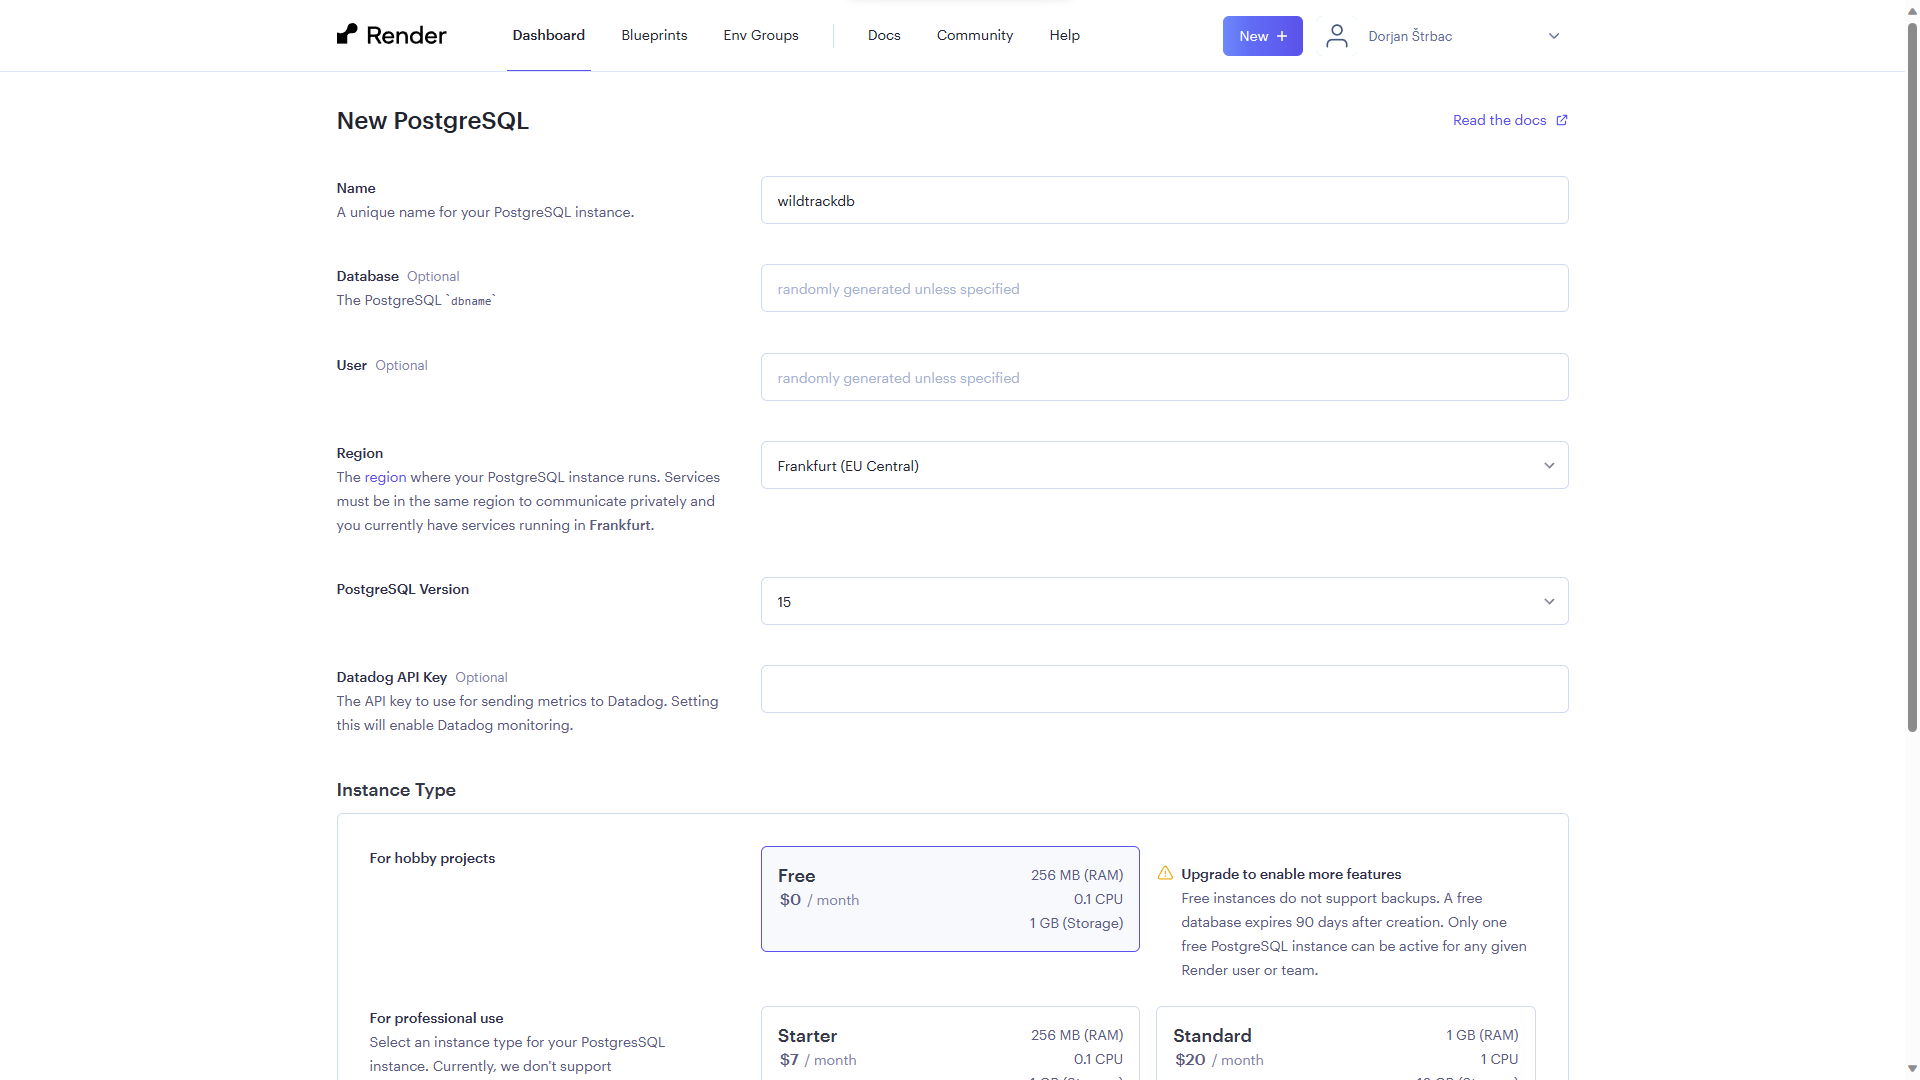 Render
Dashboard
Blueprints
Env Groups
Docs
Community
Help
New +
Dorjan Štrbac
New PostgreSQL
Read the docs
Name
A unique name for your PostgreSQL instance.
wildtrackdb
Database Optional
The PostgreSQL `dbname`
randomly generated unless specified
User Optional
randomly generated unless specified
Region
The region where your PostgreSQL instance runs. Services
must be in the same region to communicate privately and
you currently have services running in Frankfurt.
Frankfurt (EU Central)
PostgreSQL Version
15
Datadog API Key Optional
The API key to use for sending metrics to Datadog. Setting
this will enable Datadog monitoring.
Instance Type
For hobby projects
Free
$0 / month
256 MB (RAM)
0.1 CPU
1 GB (Storage)
Upgrade to enable more features
Free instances do not support backups. A free
database expires 90 days after creation. Only one
free PostgreSQL instance can be active for any given
Render user or team.
For professional use
Select an instance type for your PostgresSQL
instance. Currently, we don't support
Starter
$7 / month
256 MB (RAM)
0.1 CPU
Standard
$20 / month
1 GB (RAM)
1 CPU